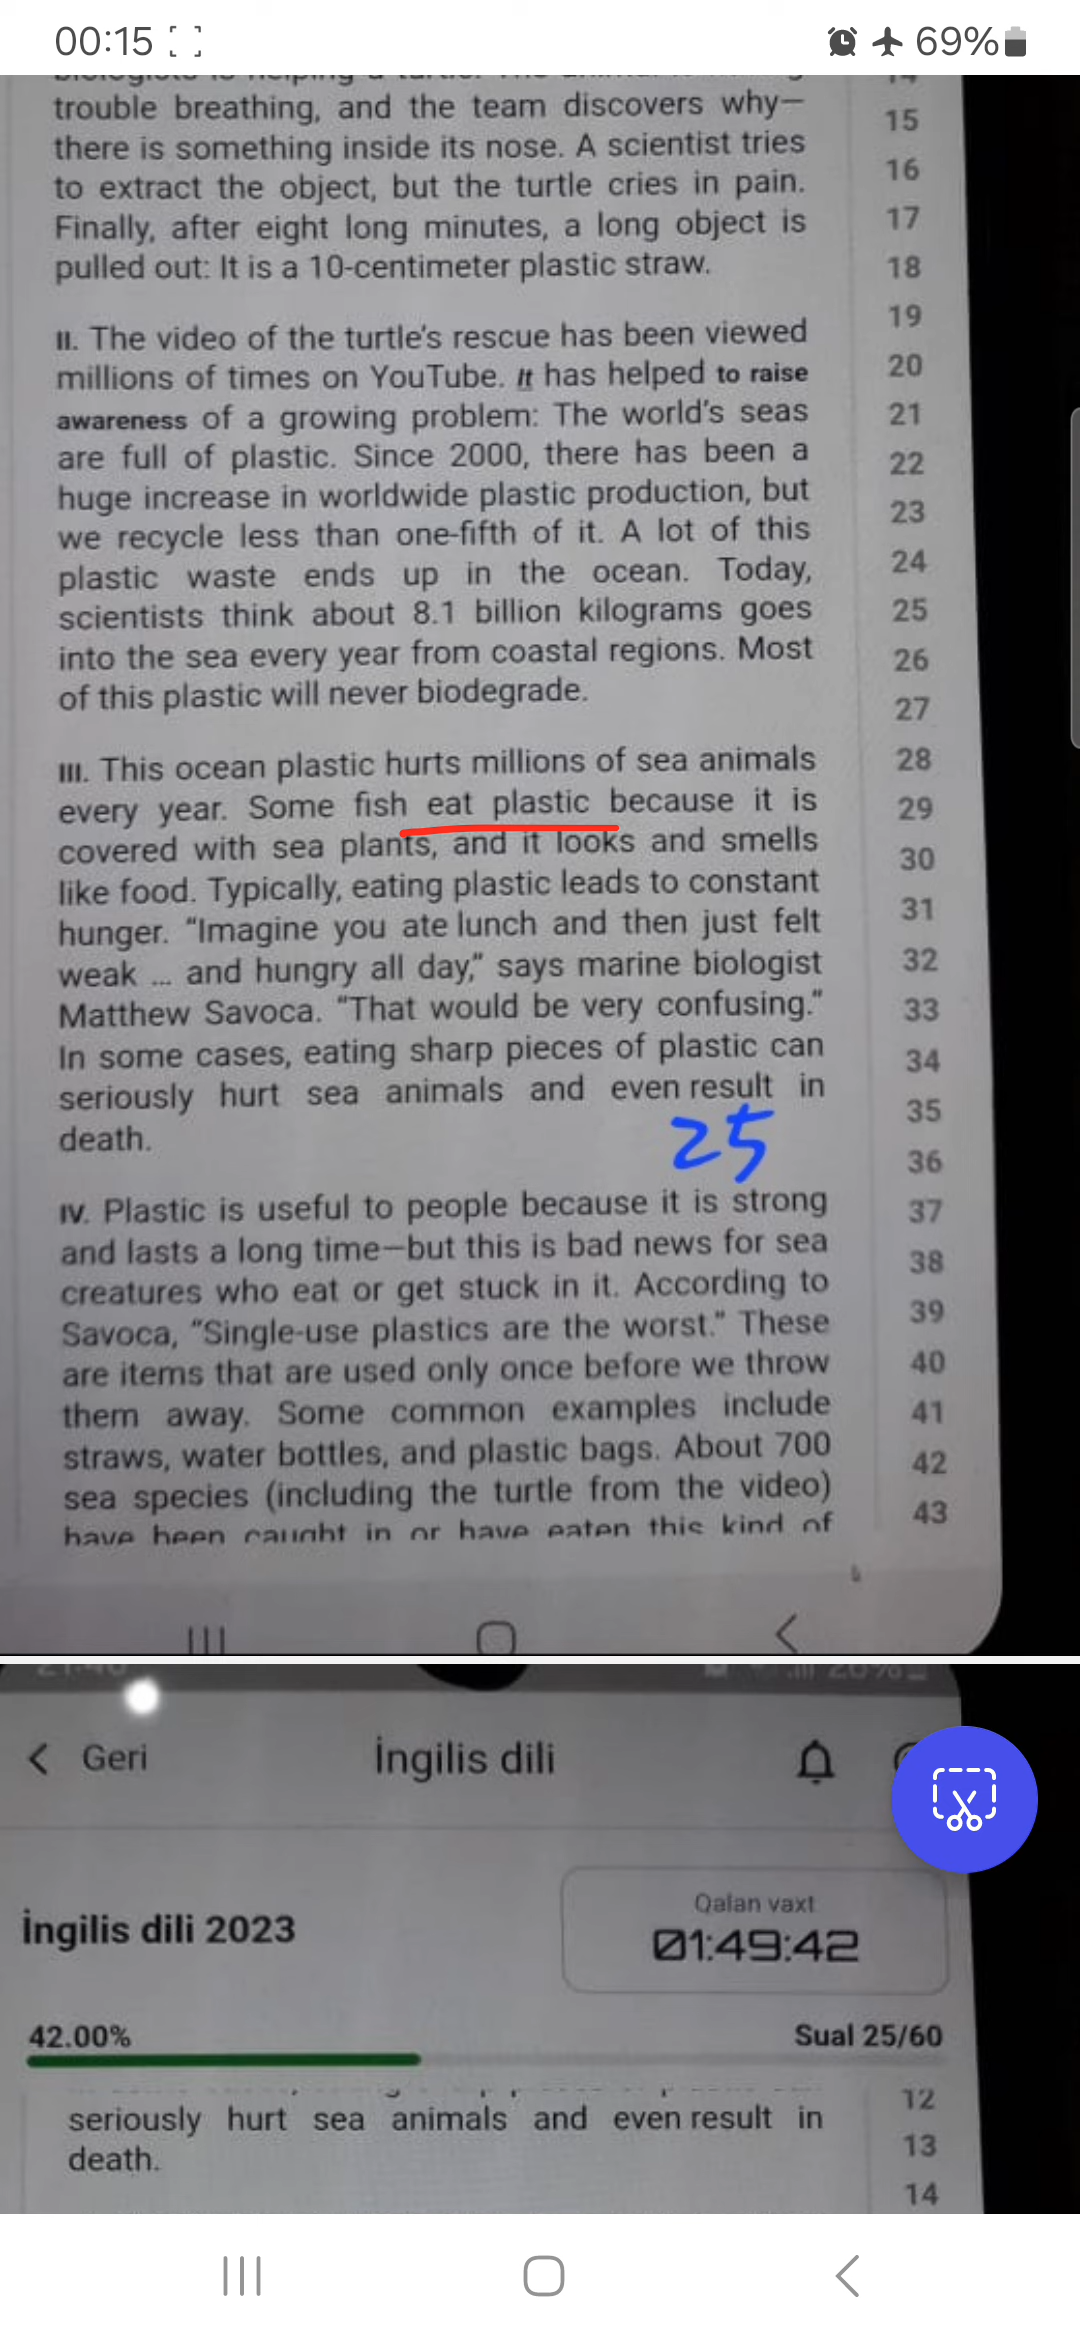 00:15
69%
trouble breathing, and the team discovers why—
there is something inside its nose. A scientist tries
to extract the object, but the turtle cries in pain.
Finally, after eight long minutes, a long object is
pulled out: It is a 10-centimeter plastic straw.
15
16
17
18
19
20
21
22
23
24
25
26
27
28
29
30
31
32
33
34
35
36
37
38
39
40
41
42
43
II. The video of the turtle's rescue has been viewed
millions of times on YouTube. It has helped to raise
awareness of a growing problem: The world's seas
are full of plastic. Since 2000, there has been a
huge increase in worldwide plastic production, but
we recycle less than one-fifth of it. A lot of this
plastic waste ends up in the ocean. Today,
scientists think about 8.1 billion kilograms goes
into the sea every year from coastal regions. Most
of this plastic will never biodegrade.
III. This ocean plastic hurts millions of sea animals
every year. Some fish eat plastic because it is
covered with sea plants, and it looks and smells
like food. Typically, eating plastic leads to constant
hunger. "Imagine you ate lunch and then just felt
weak ... and hungry all day," says marine biologist
Matthew Savoca. "That would be very confusing."
In some cases, eating sharp pieces of plastic can
seriously hurt sea animals and even result in
death.
25
IV. Plastic is useful to people because it is strong
and lasts a long time—but this is bad news for sea
creatures who eat or get stuck in it. According to
Savoca, "Single-use plastics are the worst." These
are items that are used only once before we throw
them away. Some common examples include
straws, water bottles, and plastic bags. About 700
sea species (including the turtle from the video)
have been caught in or have eaten this kind of
Geri
İngilis dili
İngilis dili 2023
Qalan vaxt
01:49:42
42.00%
Sual 25/60
seriously hurt sea animals and even result in
death.
12
13
14